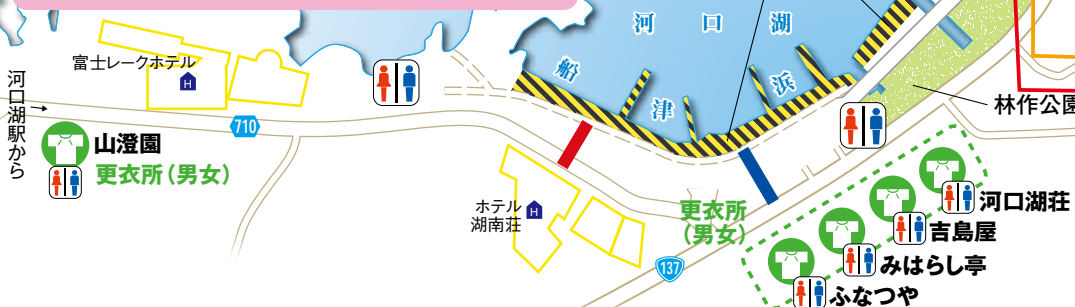 河口湖
船津浜
富士レークホテル
H
河口湖駅から
710
山澄園
更衣所（男女）
林作公園
ホテル
湖南荘
H
更衣所
（男女）
137
河口湖荘
吉島屋
みはらし亭
ふなつや